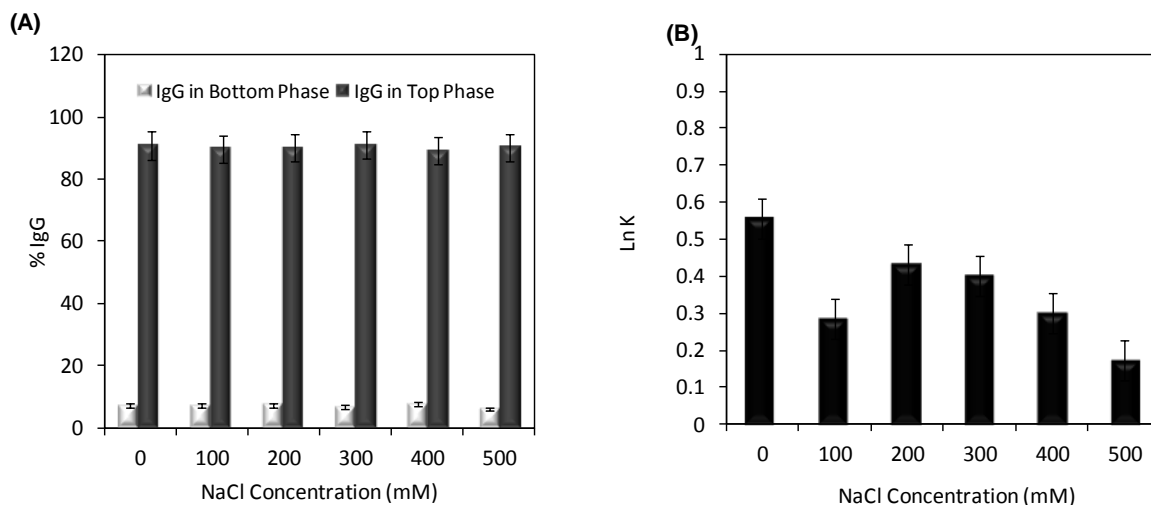 (A)
120
100
80
60
40
20
0
% IgG
IgG in Bottom Phase IgG in Top Phase
0 100 200 300 400 500
NaCl Concentration (mM)
(B)
1
0.9
0.8
0.7
0.6
0.5
0.4
0.3
0.2
0.1
0
Ln K
0 100 200 300 400 500
NaCl Concentration (mM)